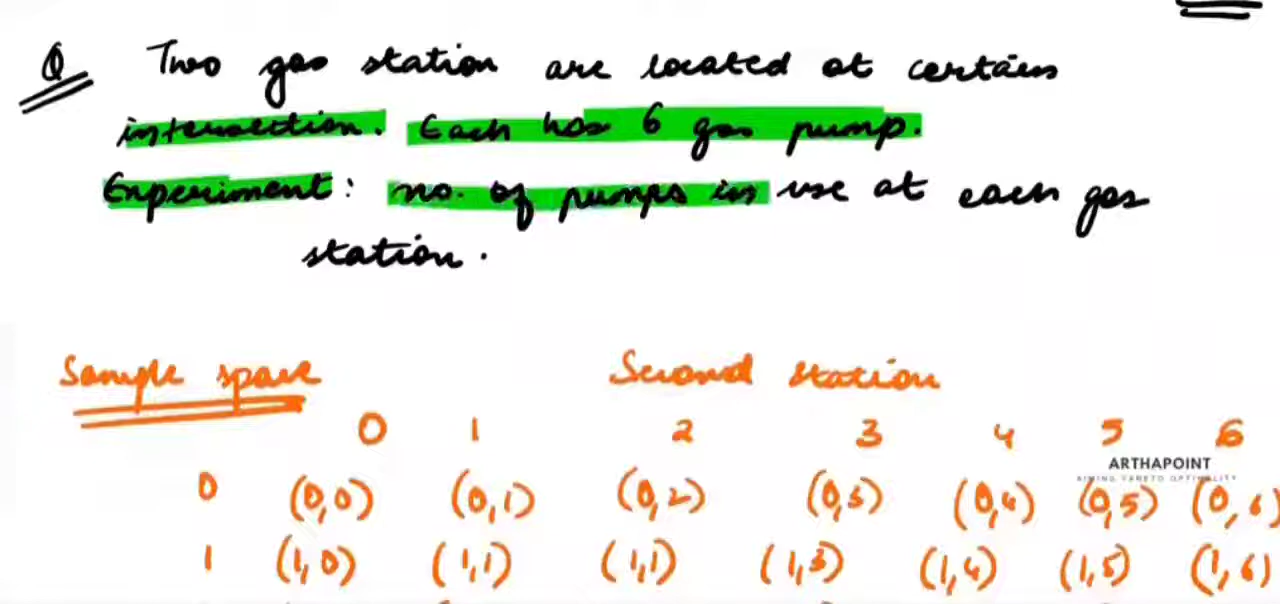 Q Two gas station are located at certain
intersection. Each has 6 gas pump.
Experiment: no. of pumps in use at each gas
station.
Sample space Second station
0 1 2 3 4 5 6
ARTHAPOINT
AIMING PARETO OPTIMALITY
0 (0,0) (0,1) (0,2) (0,3) (0,4) (0,5) (0,6)
1 (1,0) (1,1) (1,1) (1,3) (1,4) (1,5) (1,6)